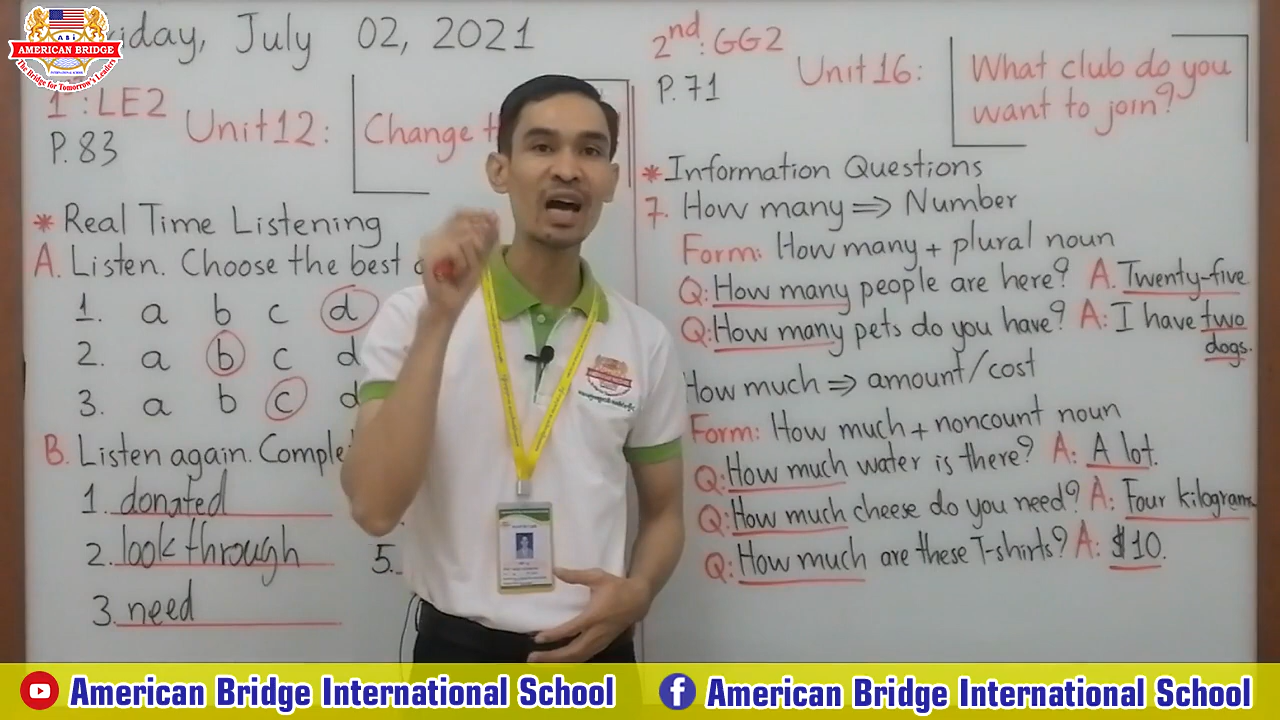 AMERICAN BRIDGE
INTERNATIONAL SCHOOL
The Bridge for Tomorrow's Leaders
July 02, 2021
: LE2
P. 83
Unit 12:
Change
* Real Time Listening
A. Listen. Choose the best
1. a b c d
2. a b c d
3. a b c d
B. Listen again.
1. donated
2. look through
3. need
5.
2nd : GG2
P. 71
Unit 16:
What club do you
want to join?
* Information Questions
7. How many ⇒ Number
Form: How many + plural noun
Q: How many people are here? A. Twenty-five
Q: How many pets do you have? A: I have two
dogs.
How much ⇒ amount/cost
Form: How much + noncount noun
Q: How much water is there? A: A lot.
Q: How much cheese do you need? A: Four kilograms
Q: How much are these T-shirts? A: $10.
AMERICAN BRIDGE
American Bridge International School
American Bridge International School